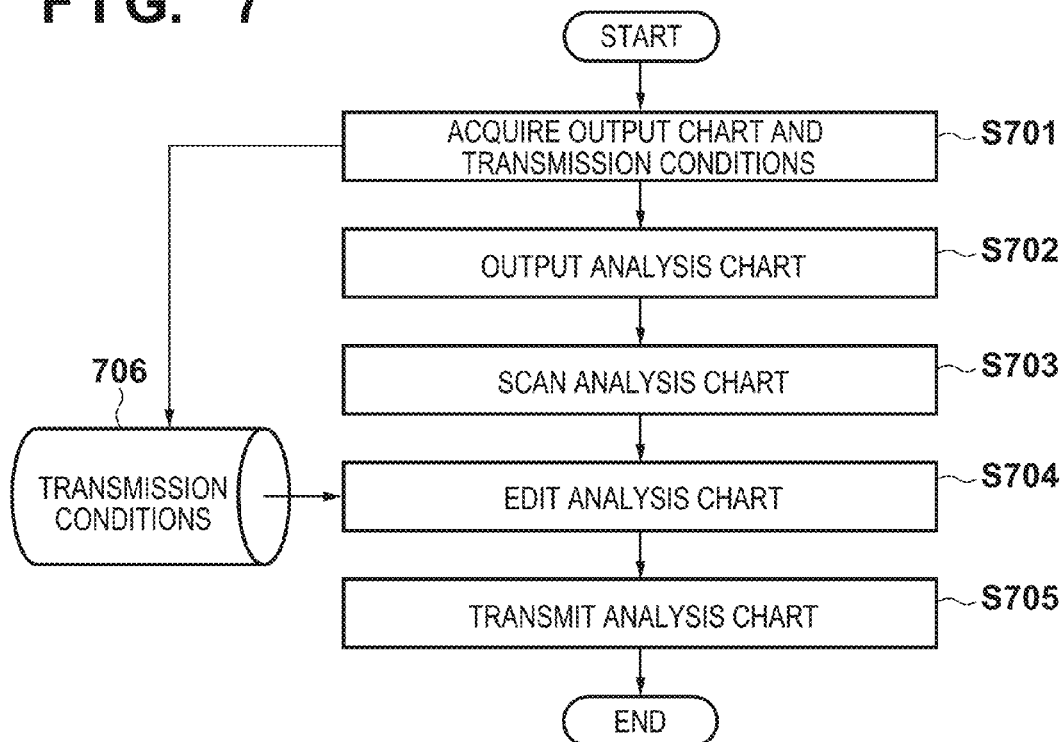 FIG. 7
START
ACQUIRE OUTPUT CHART AND
TRANSMISSION CONDITIONS
S701
OUTPUT ANALYSIS CHART
S702
SCAN ANALYSIS CHART
S703
706
TRANSMISSION
CONDITIONS
EDIT ANALYSIS CHART
S704
TRANSMIT ANALYSIS CHART
S705
END